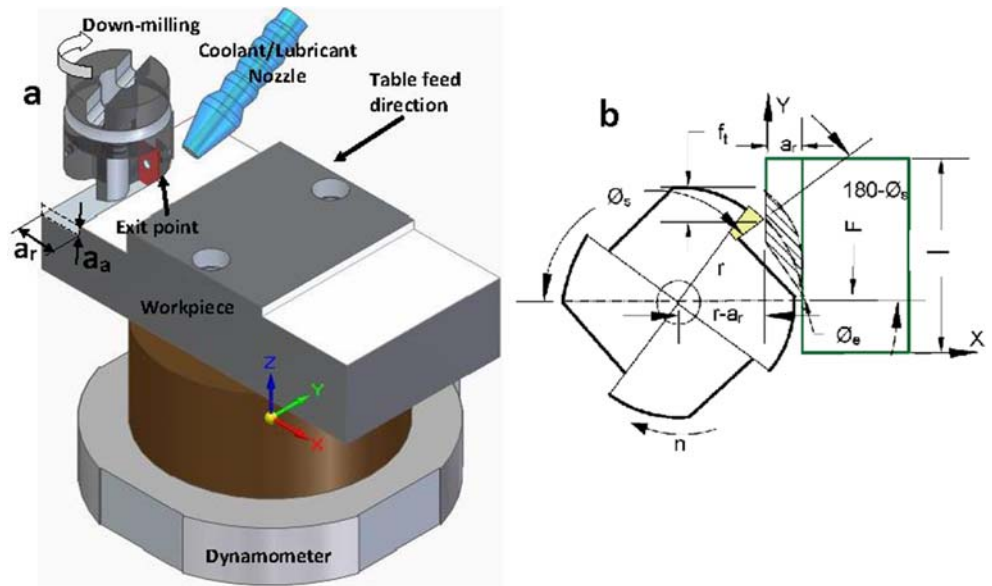 Down-milling
Coolant/Lubricant
Nozzle
Table feed
direction
a
Exit point
aᵣ
aₐ
Workpiece
Z
Y
X
Dynamometer
b
Y
fₜ
aᵣ
180-Øₛ
Øₛ
F
l
r
r-aᵣ
Øₑ
X
n